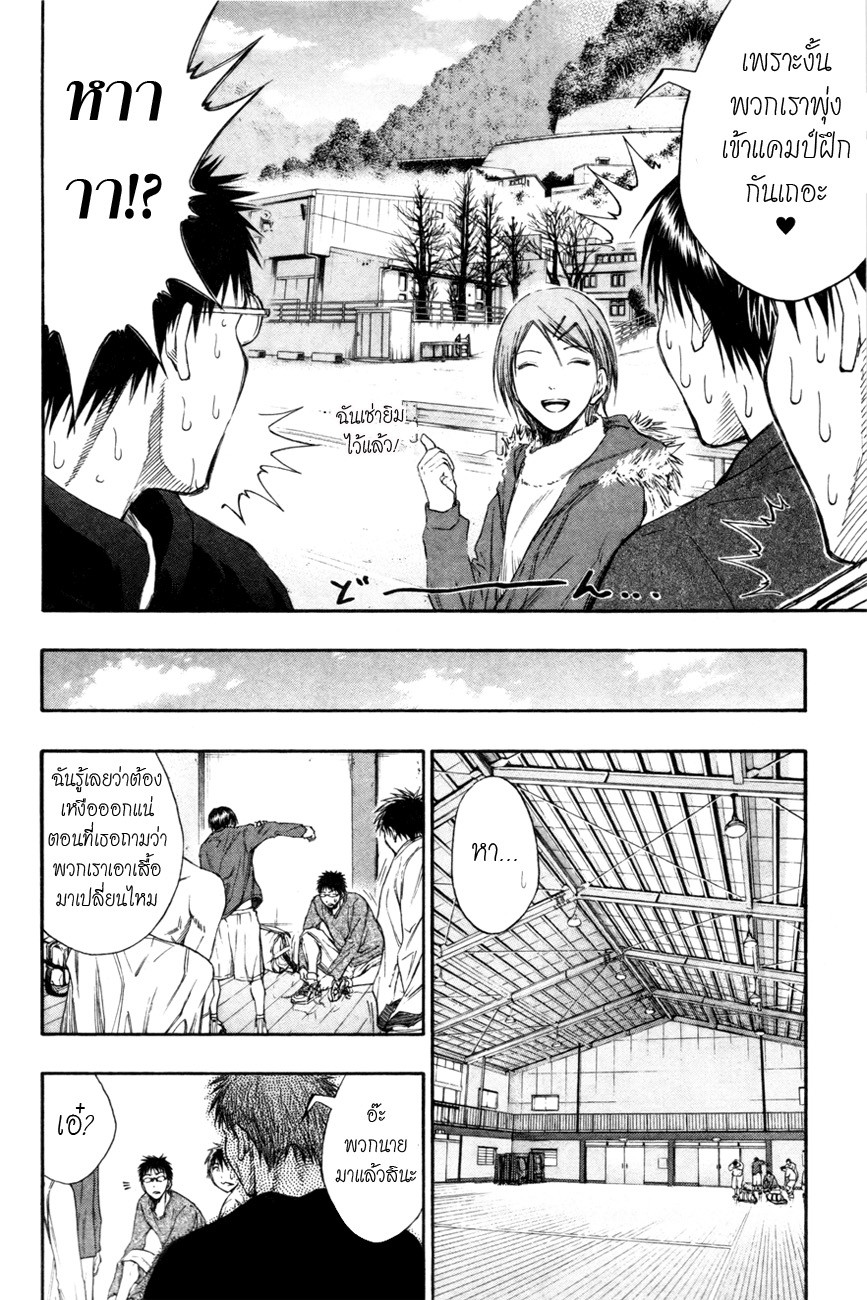 เพราะงั้น
พวกเราพุ่ง
เข้าแคมป์ฝึก
กันเถอะ
♥
หาา
าา!?
ฉันเช่ายิม
ไว้แล้ว!
どーーん....
หา...
ฉันรู้เลยว่าต้อง
เหงื่อออกแน่
ตอนที่เธอถามว่า
พวกเราเอาเสื้อ
มาเปลี่ยนไหม
อ๊ะ
พวกนาย
มาแล้วสินะ
เอ๋?